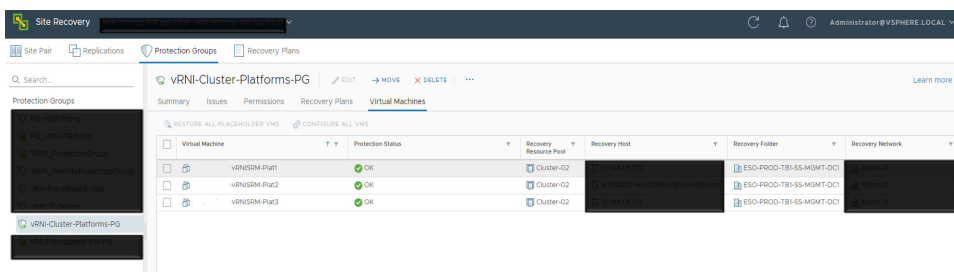 Site Recovery
Administrator@VSPHERE.LOCAL
Site Pair Replications Protection Groups Recovery Plans
Search...
Protection Groups
vRNI-Cluster-Platforms-PG
vRNI-Cluster-Platforms-PG EDIT MOVE DELETE ... Learn more
Summary Issues Permissions Recovery Plans Virtual Machines
RESTORE ALL PLACEHOLDER VMS CONFIGURE ALL VMS
Virtual Machine Protection Status Recovery Resource Pool Recovery Host Recovery Folder Recovery Network
vRNISRM-Plat1 OK Cluster-02 ESO-PROD-TB1-SS-MGMT-DC1
-vRNISRM-Plat2 OK Cluster-02 ESO-PROD-TB1-SS-MGMT-DC1
vRNISRM-Plat3 OK Cluster-02 ESO-PROD-TB1-SS-MGMT-DC1